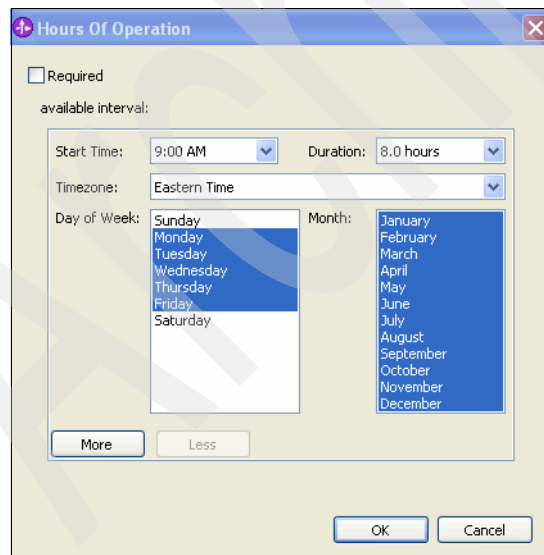 Hours Of Operation
Required
available interval:
Start Time: 9:00 AM Duration: 8.0 hours
Timezone: Eastern Time
Day of Week: Sunday Month: January
Monday February
Tuesday March
Wednesday April
Thursday May
Friday June
Saturday July
August
September
October
November
December
More Less
OK Cancel